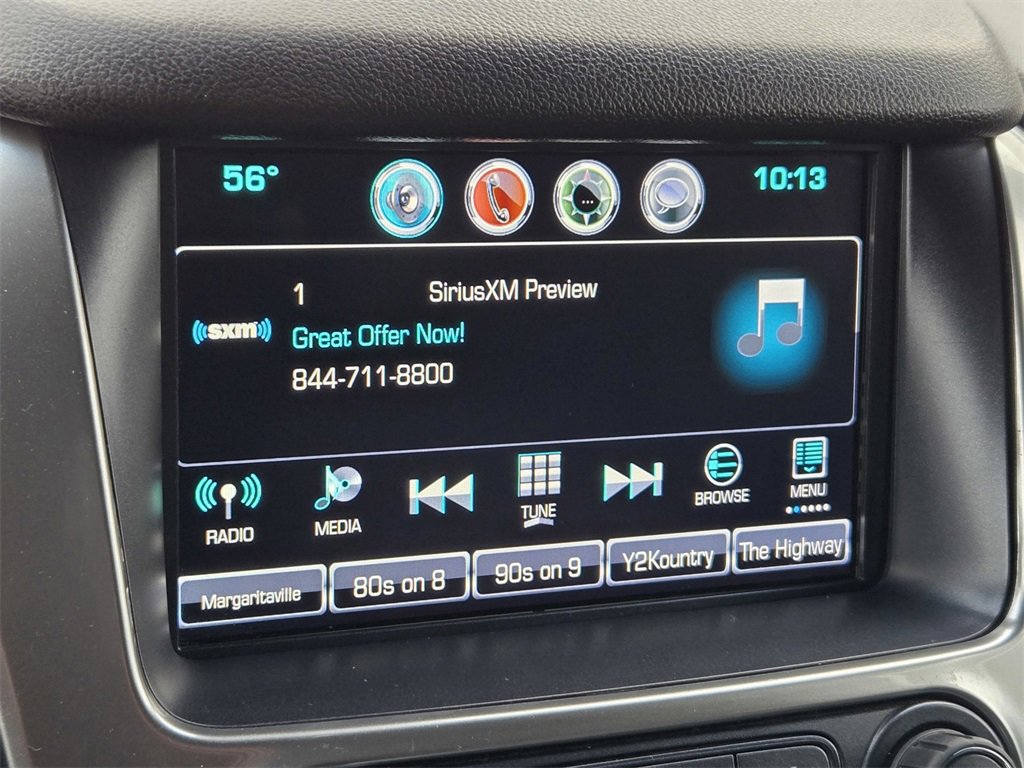 56° 10:13
1 SiriusXM Preview
((sxm))
Great Offer Now!
844-711-8800
RADIO MEDIA TUNE BROWSE MENU
Margaritaville 80s on 8 90s on 9 Y2Kountry The Highway